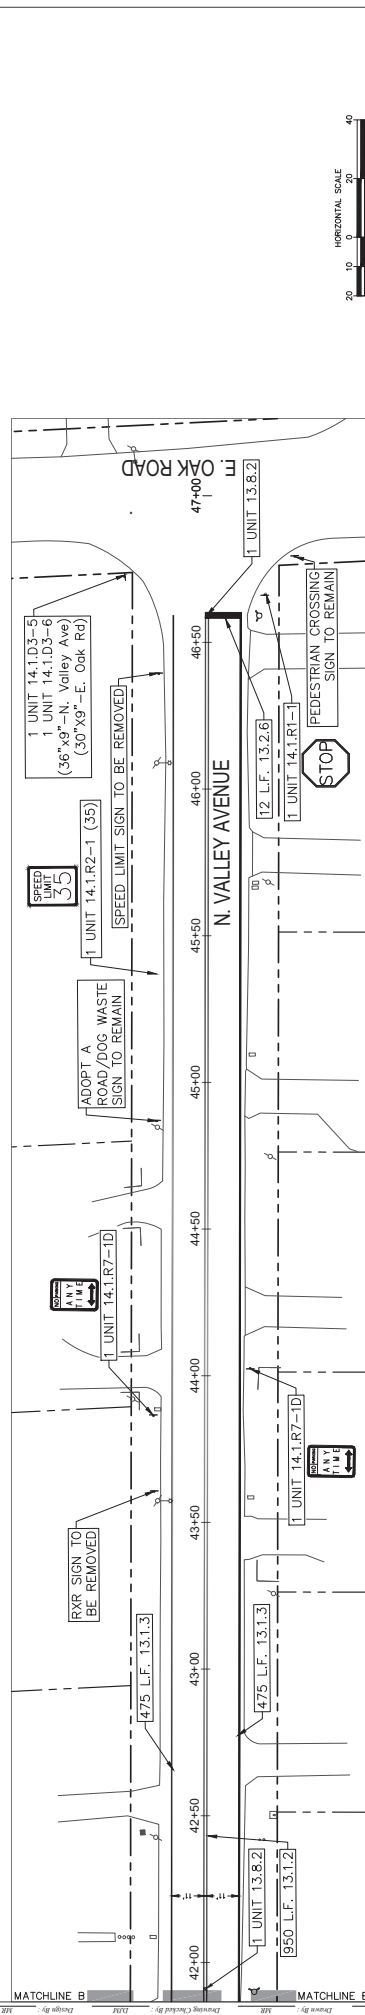 HORIZONTAL SCALE
20 10 0 20 40
E. OAK ROAD
47+00
1 UNIT 13.8.2
1 UNIT 14.1.D3-5
1 UNIT 14.1.D3-6
(36"x9"-N. Valley Ave)
(30"x9"-E. Oak Rd)
46+50
PEDESTRIAN CROSSING
SIGN TO REMAIN
SPEED LIMIT SIGN TO BE REMOVED
12 L.F. 13.2.6
1 UNIT 14.1.R1-1
STOP
46+00
N. VALLEY AVENUE
SPEED
LIMIT
35
1 UNIT 14.1.R2-1 (35)
45+50
ADOPT A
ROAD/DOG WASTE
SIGN TO REMAIN
45+00
44+50
NO PARKING
ANY
TIME
1 UNIT 14.1.R7-1D
44+00
1 UNIT 14.1.R7-1D
NO PARKING
ANY
TIME
RXR SIGN TO
BE REMOVED
43+50
475 L.F. 13.1.3
43+00
475 L.F. 13.1.3
42+50
11'
11'
1 UNIT 13.8.2
950 L.F. 13.1.2
42+00
MATCHLINE B
MATCHLINE B
Design By : MR
Drawing Checked By : DJM
Drawn By : MR